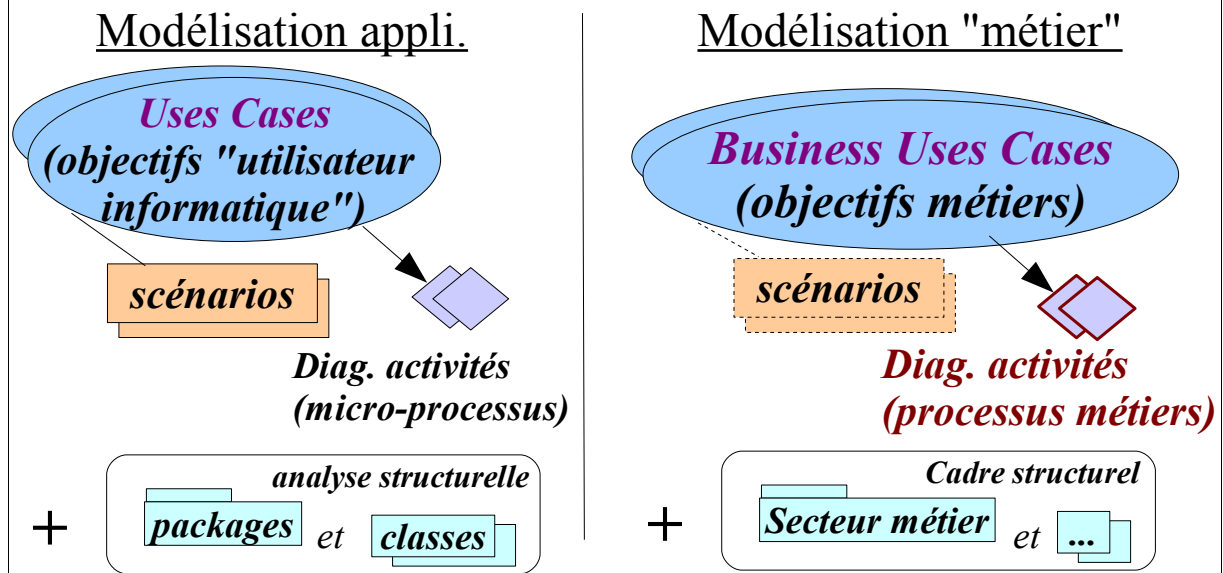 Modélisation appli.
Uses Cases
(objectifs "utilisateur
informatique")
scénarios
Diag. activités
(micro-processus)
+
analyse structurelle
packages et classes
Modélisation "métier"
Business Uses Cases
(objectifs métiers)
scénarios
Diag. activités
(processus métiers)
+
Cadre structurel
Secteur métier et ...